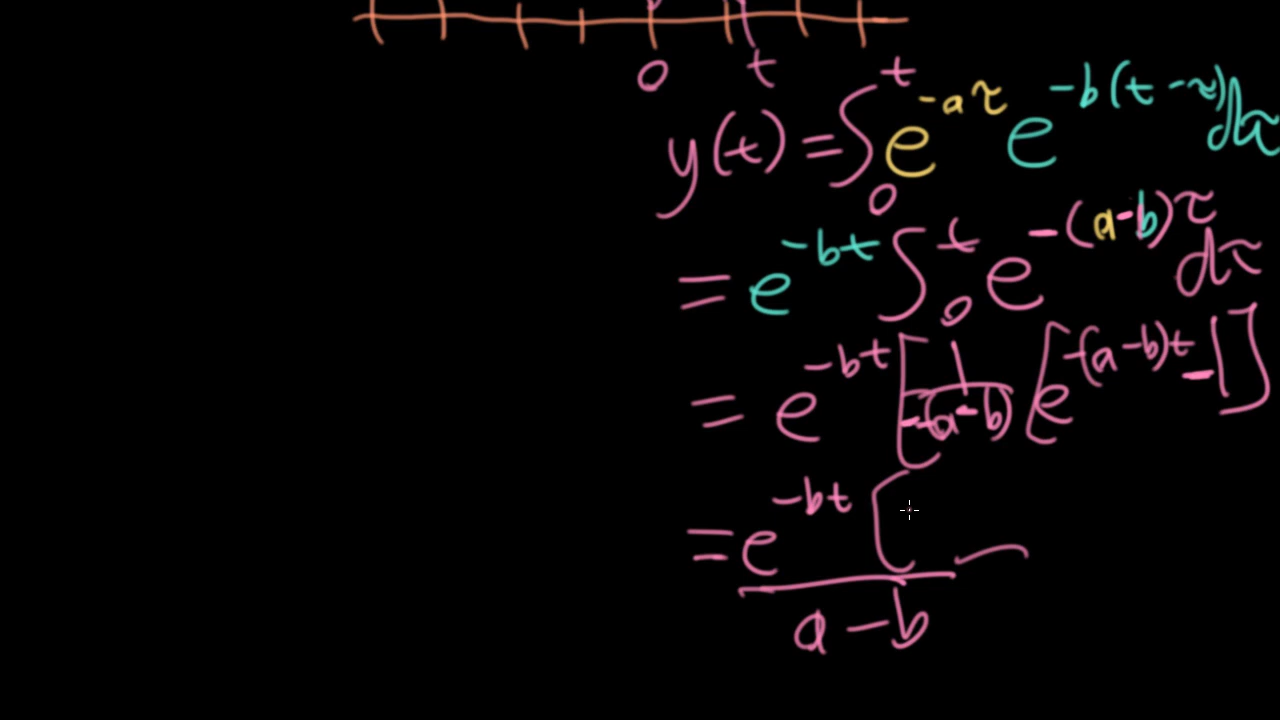 0 t
y(t) = ∫₀ᵗ e^{-aτ} e^{-b(t-τ)} dτ
= e^{-bt} ∫₀ᵗ e^{-(a-b)τ} dτ
= e^{-bt} [ 1/-(a-b) [ e^{-(a-b)t} - 1 ] ]
= e^{-bt} [ / a-b